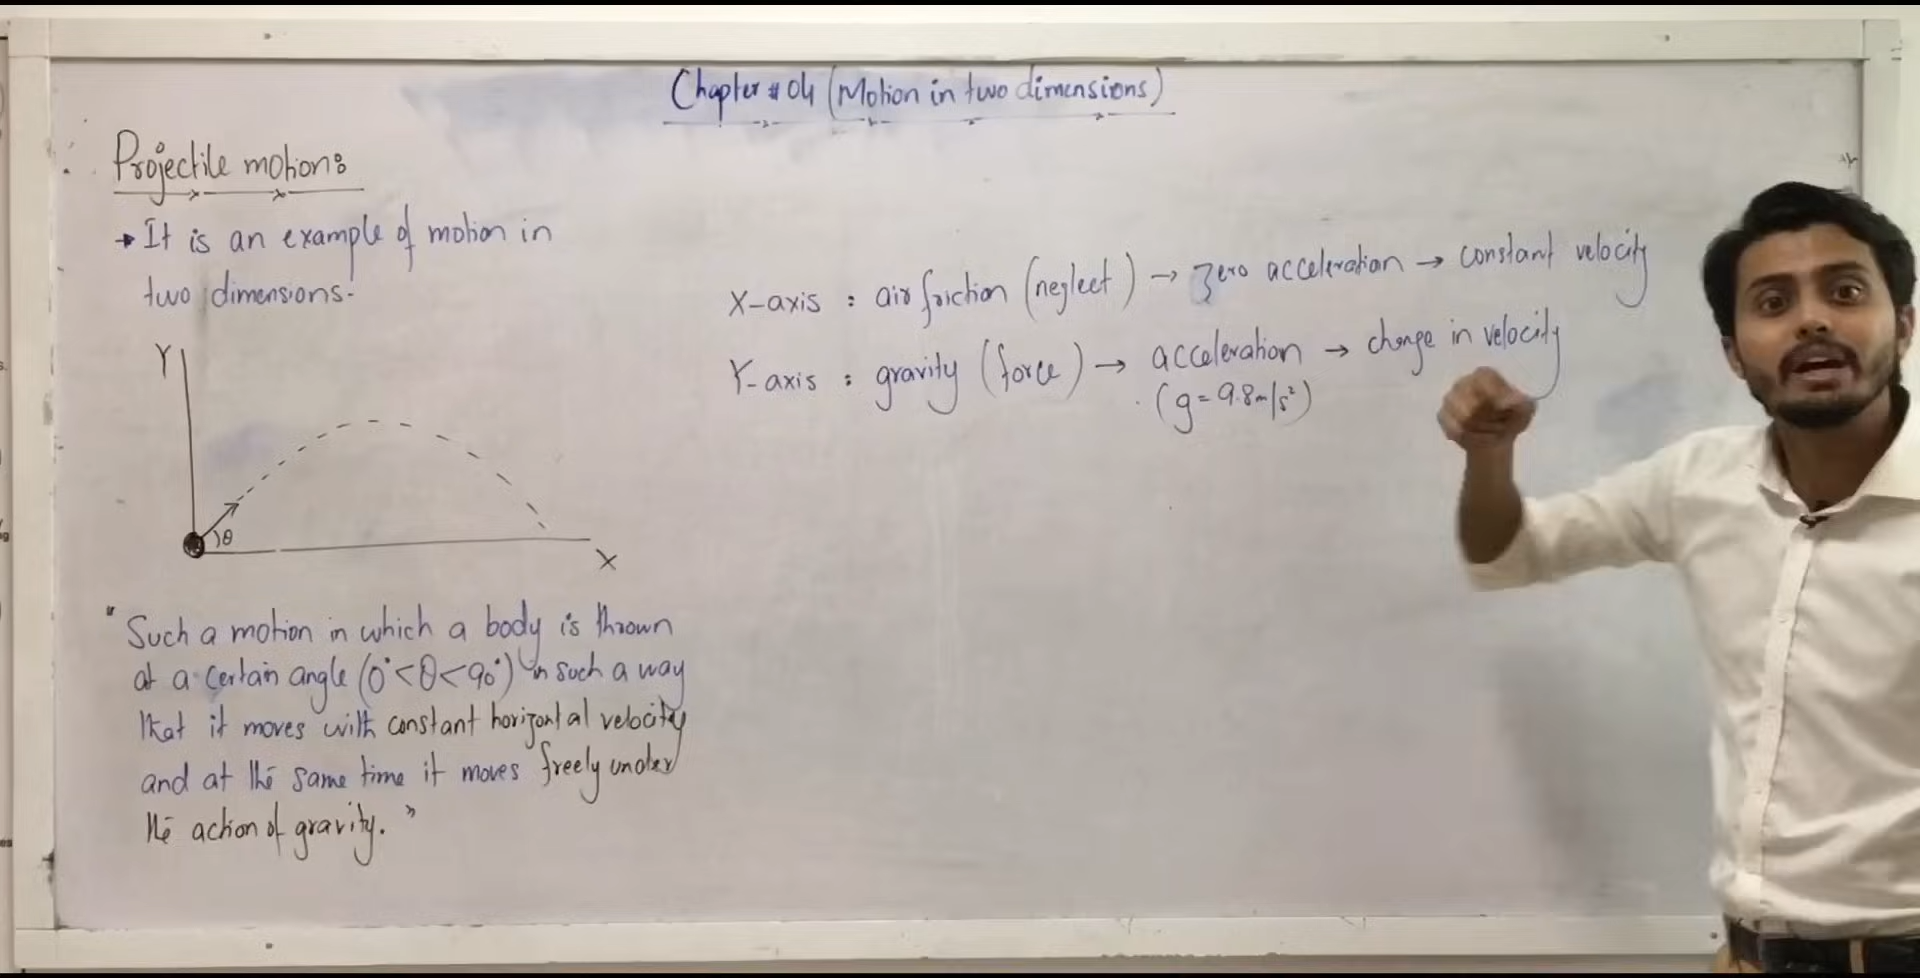 Chapter # 04 (Motion in two dimensions)
Projectile motion:
→ It is an example of motion in
two dimensions.
X-axis : air friction (neglect) → zero acceleration → constant velocity
Y-axis : gravity (force) → acceleration → change in velocity
(g = 9.8m/s²)
Y
θ
X
"Such a motion in which a body is thrown
at a certain angle (0°<θ<90°) in such a way
that it moves with constant horizontal velocity
and at the same time it moves freely under
the action of gravity."